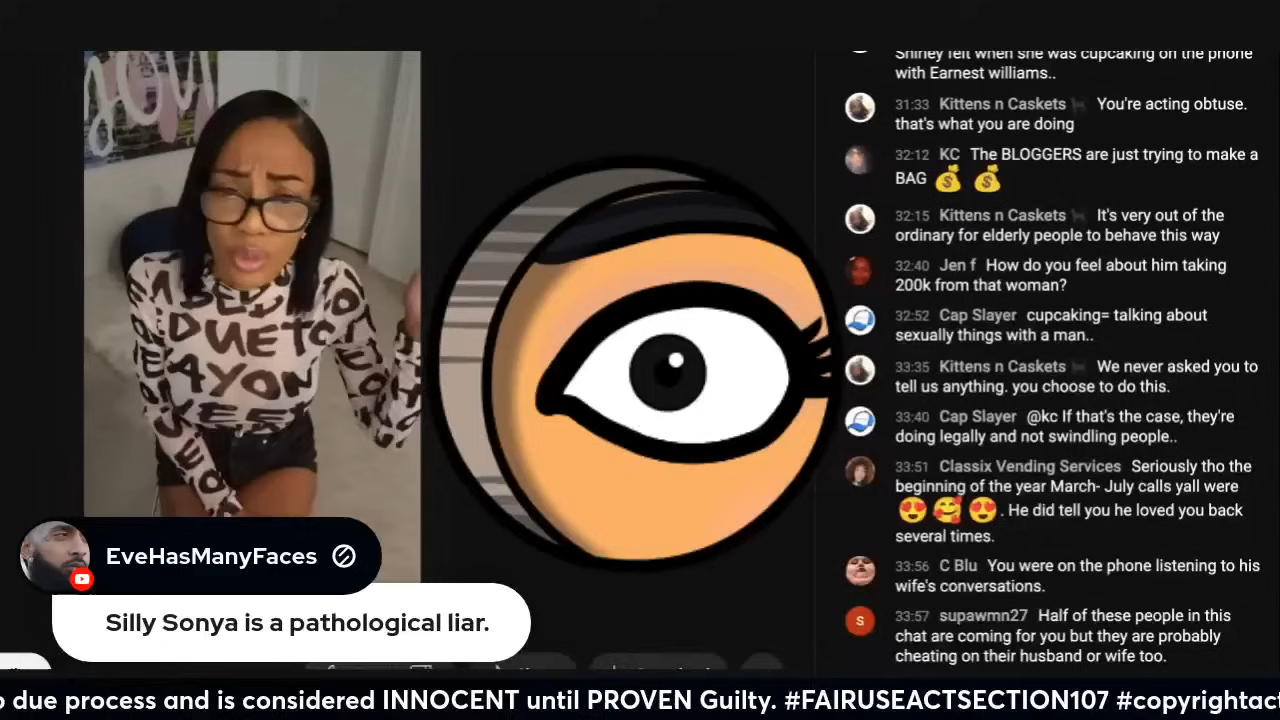 you
A BED
DUE TO
AYON
KEE
Shirley felt when she was cupcaking on the phone
with Earnest williams..
31:33 Kittens n Caskets You're acting obtuse.
that's what you are doing
32:12 KC The BLOGGERS are just trying to make a
BAG 💰 💰
32:15 Kittens n Caskets It's very out of the
ordinary for elderly people to behave this way
32:40 Jen f How do you feel about him taking
200k from that woman?
32:52 Cap Slayer cupcaking= talking about
sexually things with a man..
33:35 Kittens n Caskets We never asked you to
tell us anything. you choose to do this.
33:40 Cap Slayer @kc If that's the case, they're
doing legally and not swindling people..
33:51 Classix Vending Services Seriously tho the
beginning of the year March- July calls yall were
😍 🥰 😍. He did tell you he loved you back
several times.
33:56 C Blu You were on the phone listening to his
wife's conversations.
S
33:57 supawmn27 Half of these people in this
chat are coming for you but they are probably
cheating on their husband or wife too.
EveHasManyFaces
Silly Sonya is a pathological liar.
due process and is considered INNOCENT until PROVEN Guilty. #FAIRUSEACTSECTION107 #copyrightac